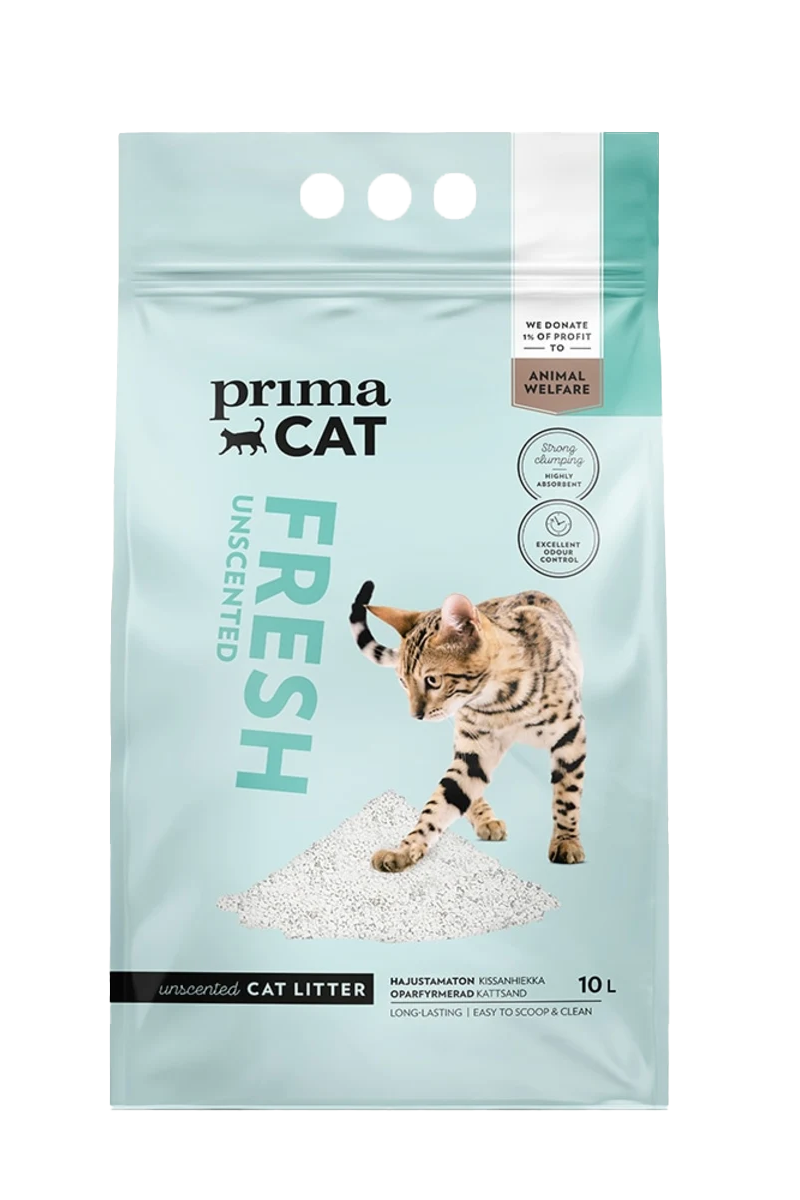 WE DONATE
1% OF PROFIT
TO
ANIMAL
WELFARE
prima
CAT
Strong
clumping
HIGHLY
ABSORBENT
EXCELLENT
ODOUR
CONTROL
FRESH
UNSCENTED
unscented CAT LITTER
HAJUSTAMATON KISSANHIEKKA
OPARFYMERAD KATTSAND
10 L
LONG-LASTING | EASY TO SCOOP & CLEAN